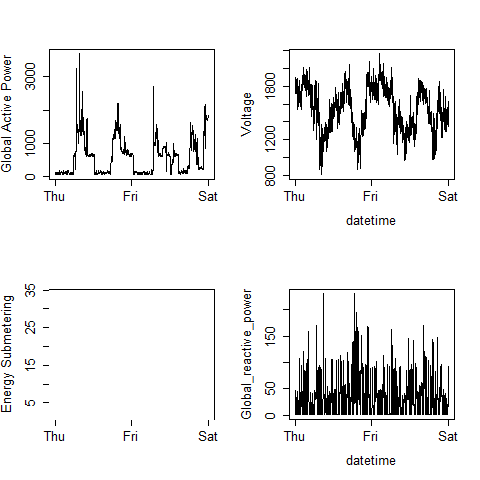 Global Active Power
3000
1000
0
Thu
Fri
Sat
Voltage
1800
1200
800
Thu
Fri
Sat
datetime
Energy Submetering
35
25
15
5
Thu
Fri
Sat
Global_reactive_power
150
50
0
Thu
Fri
Sat
datetime